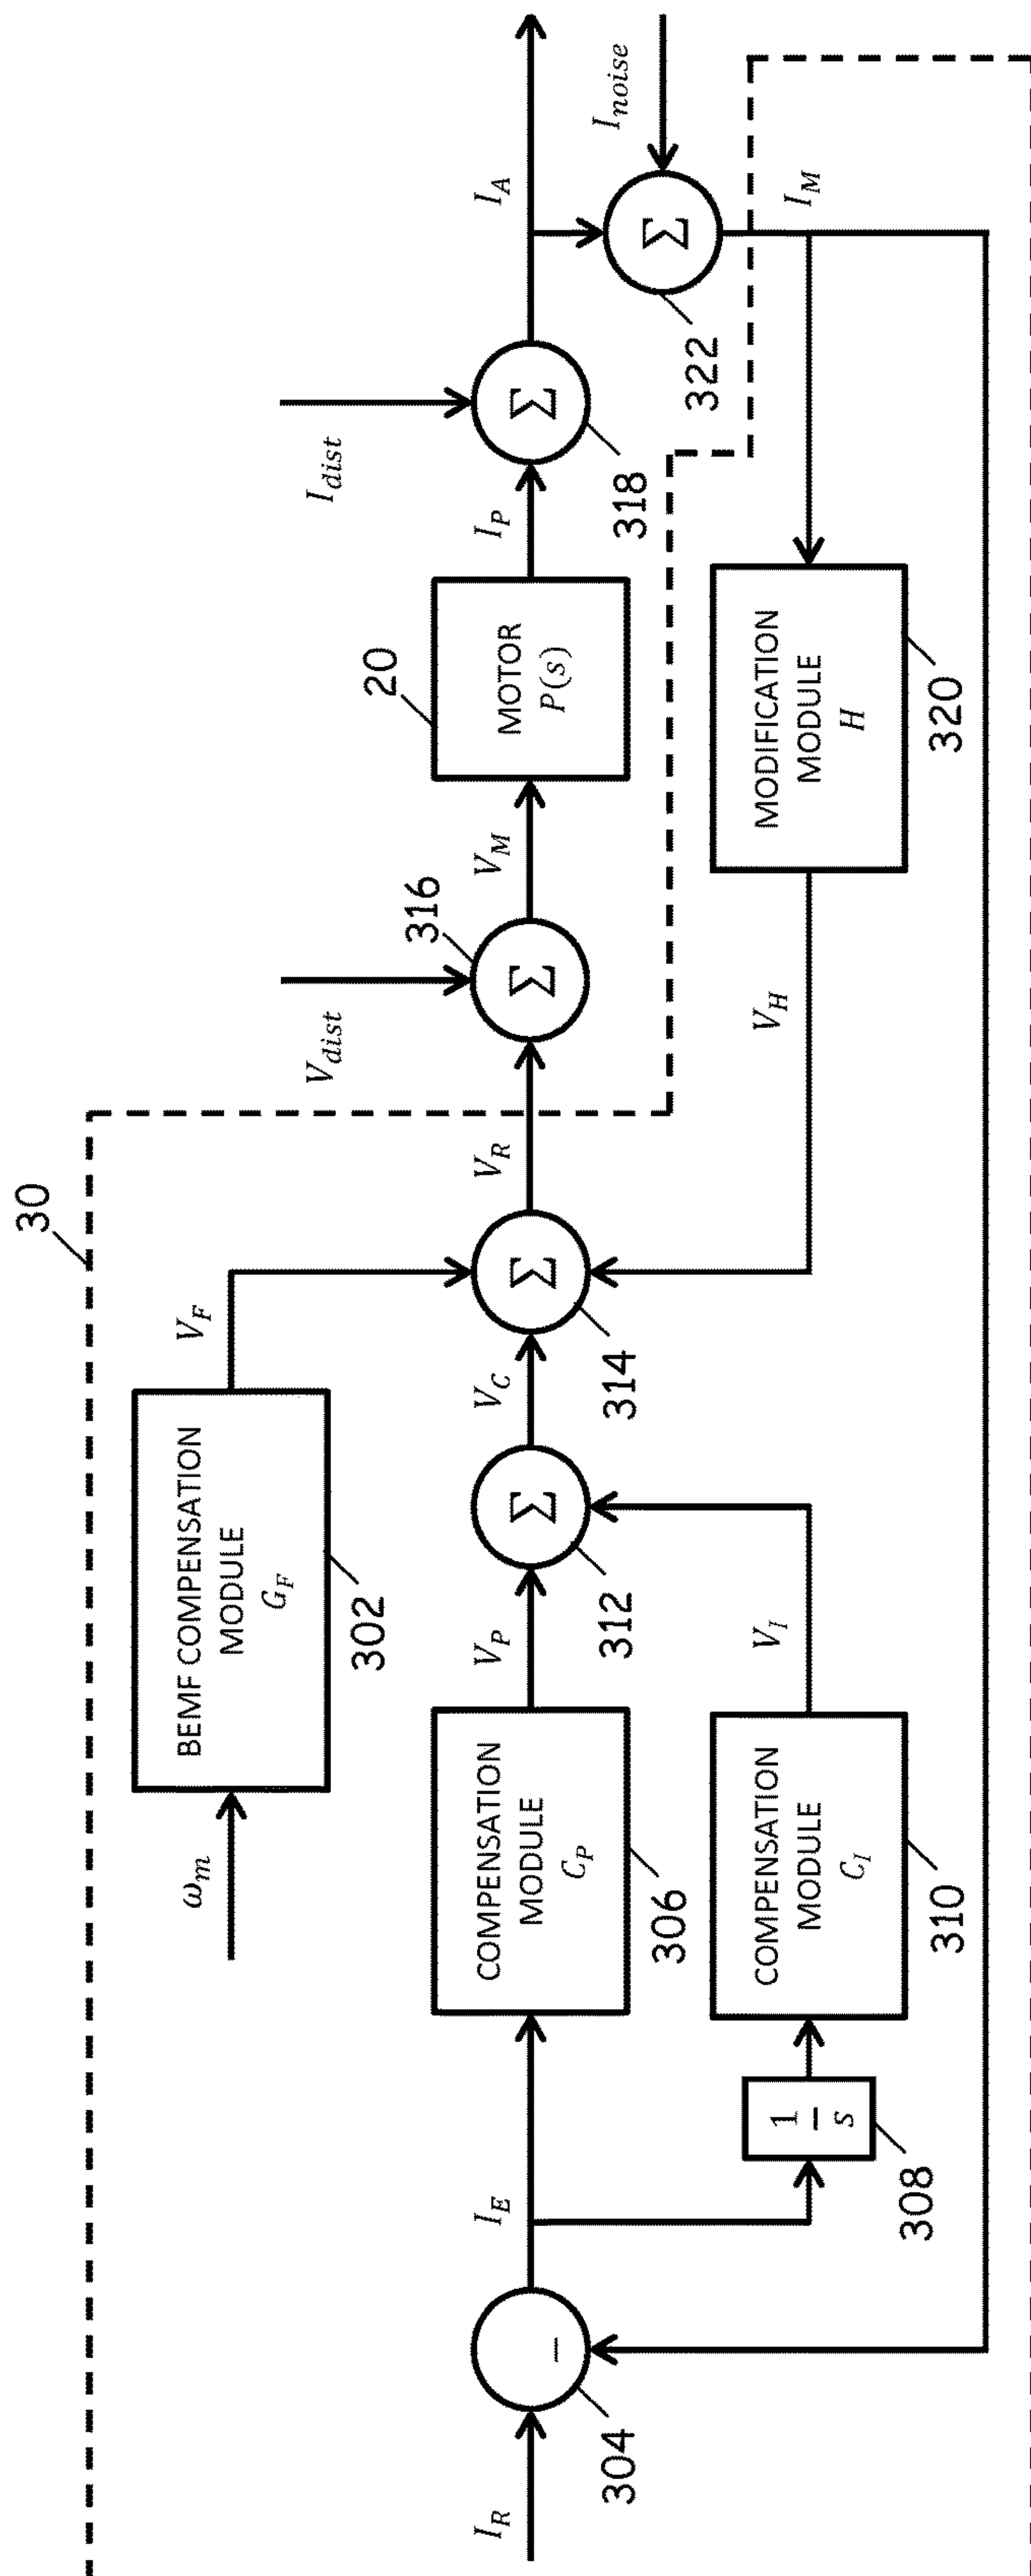 30
ω_m
BEMF COMPENSATION
MODULE
G_F
302
V_F
V_dist
I_dist
I_R
304
−
I_E
COMPENSATION
MODULE
C_P
306
V_P
Σ
312
V_C
Σ
314
V_R
Σ
316
V_M
MOTOR
P(s)
20
I_P
Σ
318
I_A
I_noise
Σ
322
I_M
1
s
308
COMPENSATION
MODULE
C_I
310
V_I
V_H
MODIFICATION
MODULE
H
320